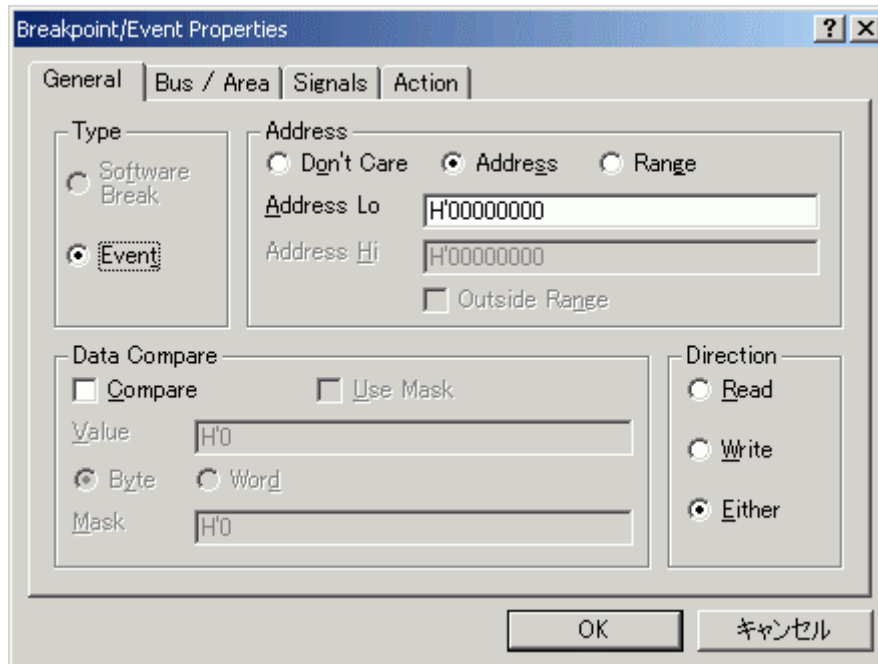 Breakpoint/Event Properties
General Bus / Area Signals Action
Type
Software Break
Event
Address
Don't Care Address Range
Address Lo H'00000000
Address Hi H'00000000
Outside Range
Data Compare
Compare Use Mask
Value H'0
Byte Word
Mask H'0
Direction
Read
Write
Either
OK キャンセル